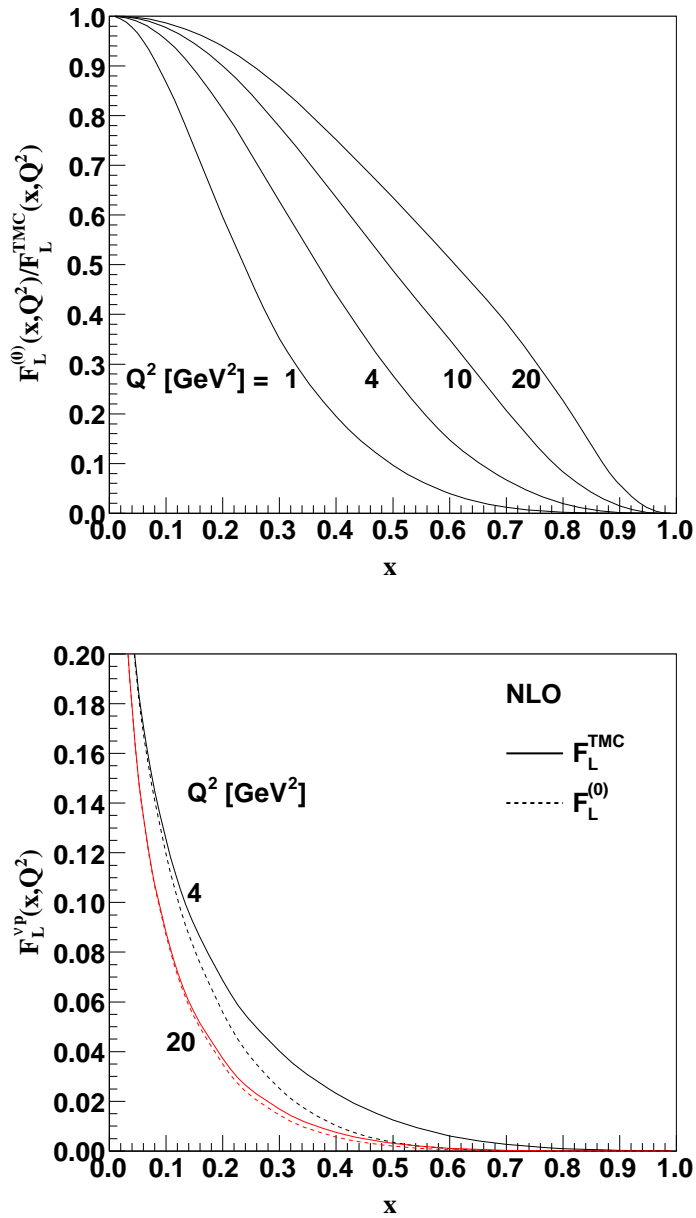 F_L^(0)(x,Q^2)/F_L^TMC(x,Q^2)
1.0
0.9
0.8
0.7
0.6
0.5
0.4
0.3
0.2
0.1
0.0
Q^2 [GeV^2] = 1 4 10 20
0.0 0.1 0.2 0.3 0.4 0.5 0.6 0.7 0.8 0.9 1.0
x
F_L^νp(x,Q^2)
0.20
0.18
0.16
0.14
0.12
0.10
0.08
0.06
0.04
0.02
0.00
NLO
F_L^TMC
F_L^(0)
Q^2 [GeV^2]
4
20
0.0 0.1 0.2 0.3 0.4 0.5 0.6 0.7 0.8 0.9 1.0
x